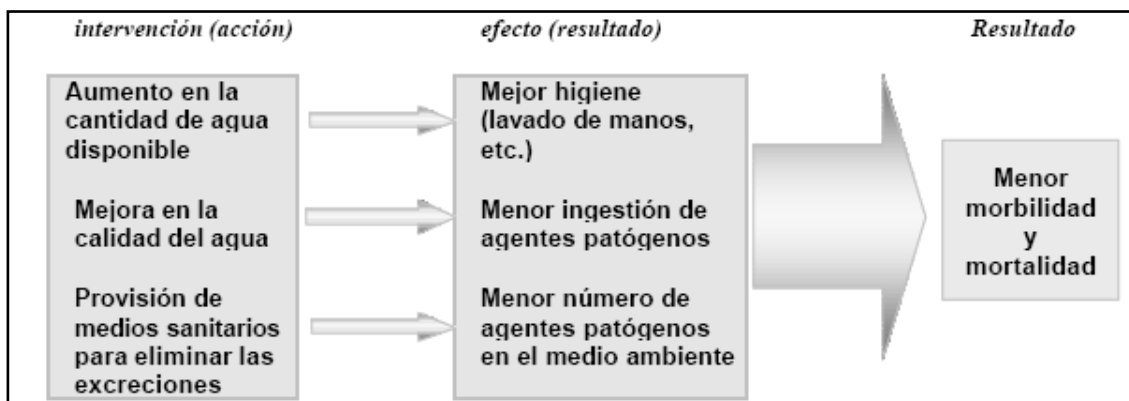 intervención (acción)
efecto (resultado)
Resultado
Aumento en la
cantidad de agua
disponible
Mejora en la
calidad del agua
Provisión de
medios sanitarios
para eliminar las
excreciones
Mejor higiene
(lavado de manos,
etc.)
Menor ingestión de
agentes patógenos
Menor número de
agentes patógenos
en el medio ambiente
Menor
morbilidad
y
mortalidad